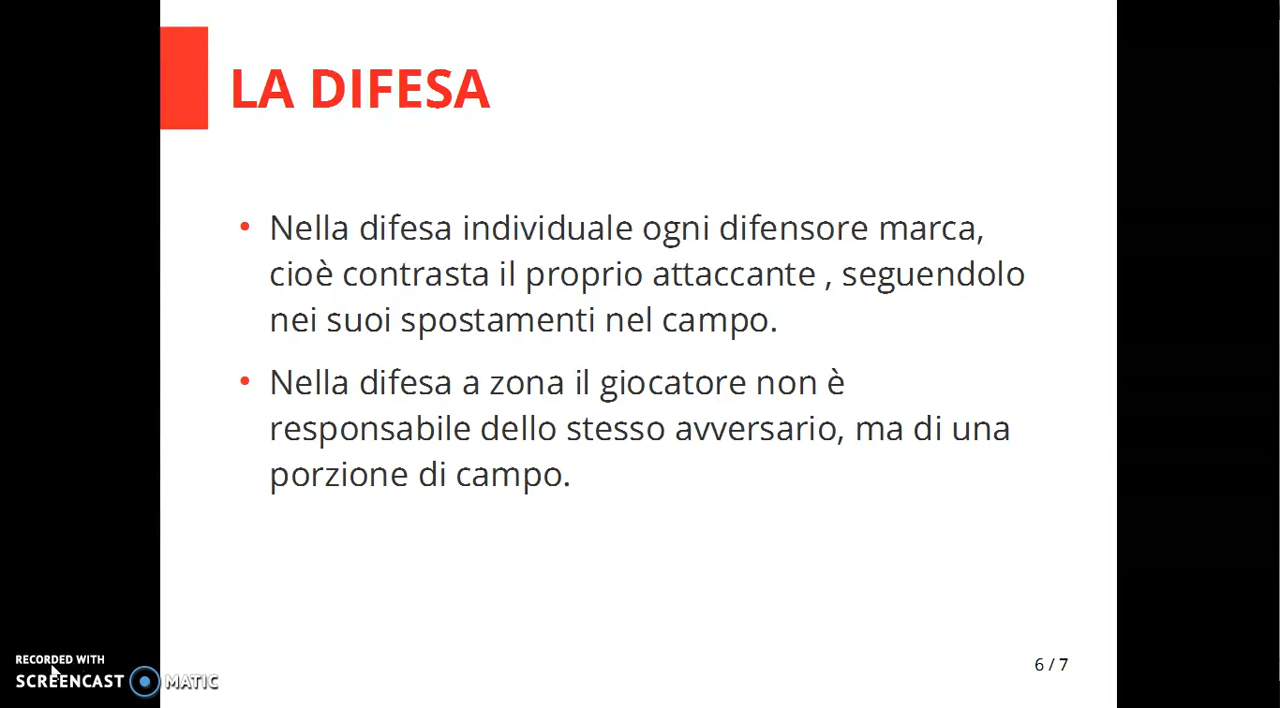 LA DIFESA
• Nella difesa individuale ogni difensore marca,
cioè contrasta il proprio attaccante , seguendolo
nei suoi spostamenti nel campo.
• Nella difesa a zona il giocatore non è
responsabile dello stesso avversario, ma di una
porzione di campo.
6 / 7
RECORDED WITH
SCREENCAST MATIC